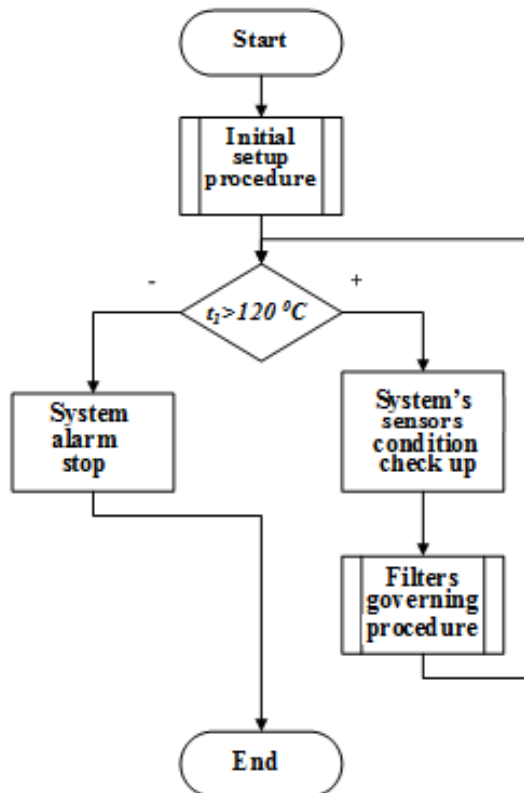 Start
Initial
setup
procedure
-
t₁>120 ⁰C
+
System
alarm
stop
System's
sensors
condition
check up
Filters
governing
procedure
End